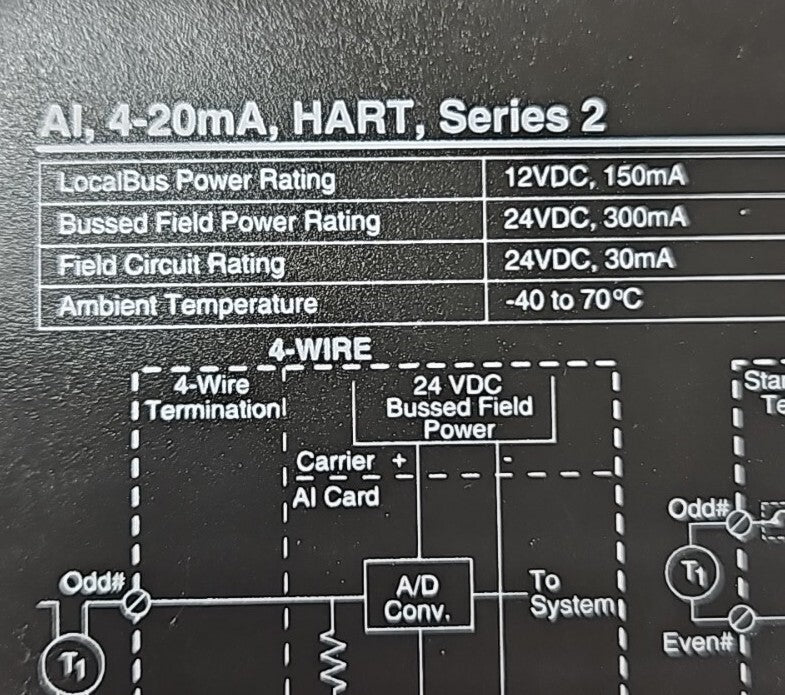 AI, 4-20mA, HART, Series 2
LocalBus Power Rating 12VDC, 150mA
Bussed Field Power Rating 24VDC, 300mA
Field Circuit Rating 24VDC, 30mA
Ambient Temperature -40 to 70°C
4-WIRE
4-Wire
Termination
24 VDC
Bussed Field
Power
Carrier + -
AI Card
Odd#
A/D
Conv.
To
System
T1
Odd#
T1
Even#